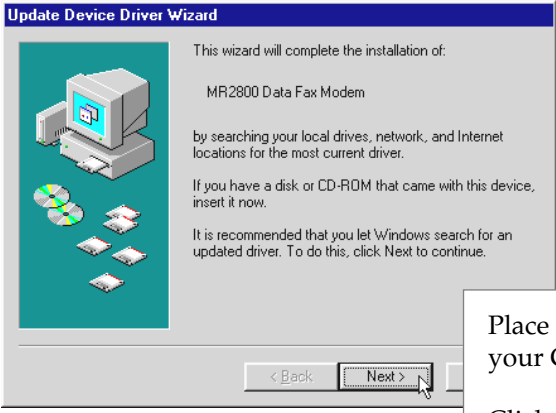 Update Device Driver Wizard
This wizard will complete the installation of:
MR2800 Data Fax Modem
by searching your local drives, network, and Internet
locations for the most current driver.
If you have a disk or CD-ROM that came with this device,
insert it now.
It is recommended that you let Windows search for an
updated driver. To do this, click Next to continue.
< Back
Next >
Place
your